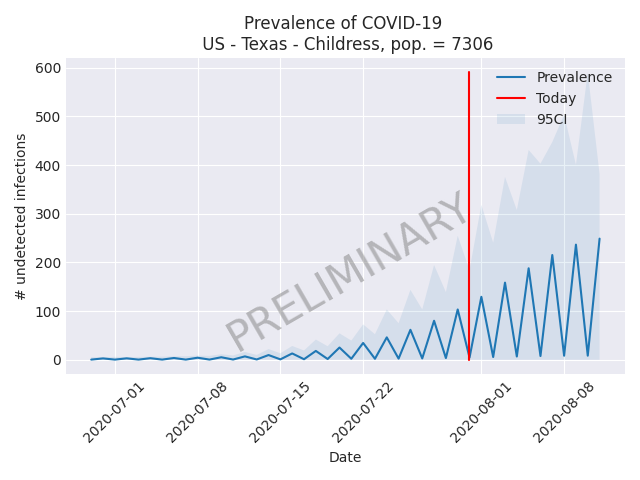 Prevalence of COVID-19
US - Texas - Childress, pop. = 7306
600
500
400
300
200
100
0
# undetected infections
Prevalence
Today
95CI
PRELIMINARY
2020-07-01
2020-07-08
2020-07-15
2020-07-22
2020-08-01
2020-08-08
Date